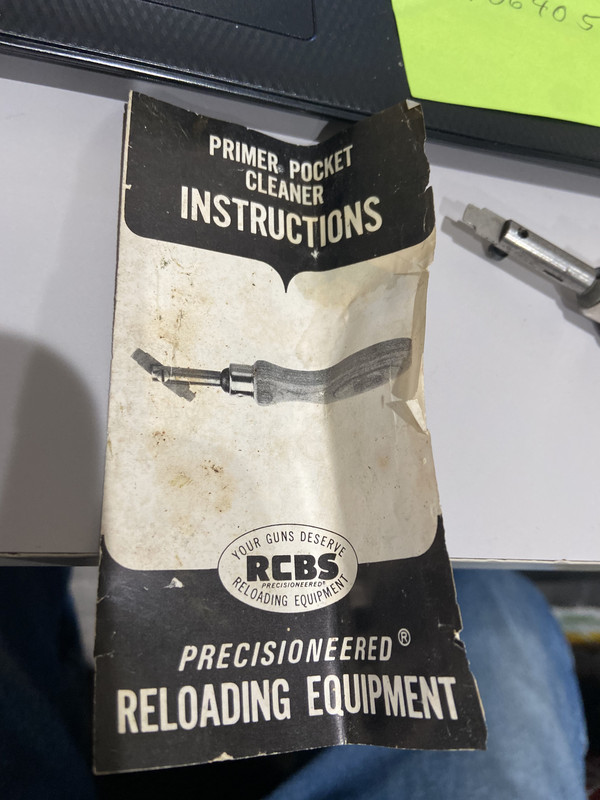 PRIMER POCKET
CLEANER
INSTRUCTIONS
YOUR GUNS DESERVE
RCBS
PRECISIONEERED®
RELOADING EQUIPMENT
PRECISIONEERED®
RELOADING EQUIPMENT